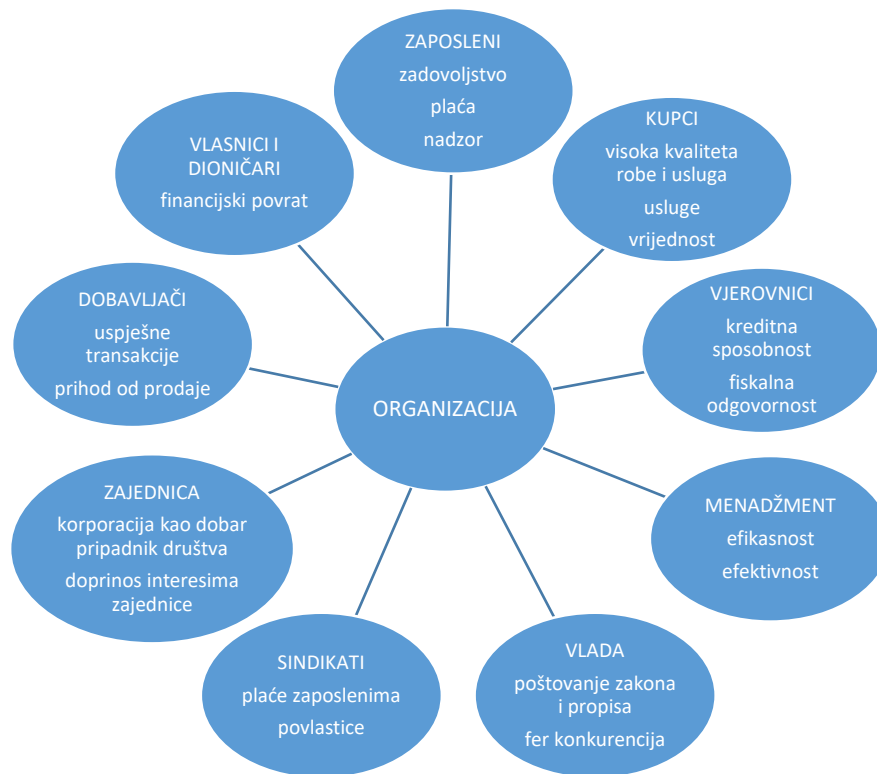 ZAPOSLENI
zadovoljstvo
plaća
nadzor
KUPCI
visoka kvaliteta
robe i usluga
usluge
vrijednost
VJEROVNICI
kreditna
sposobnost
fiskalna
odgovornost
MENADŽMENT
efikasnost
efektivnost
VLADA
poštovanje zakona
i propisa
fer konkurencija
SINDIKATI
plaće zaposlenima
povlastice
ZAJEDNICA
korporacija kao dobar
pripadnik društva
doprinos interesima
zajednice
DOBAVLJAČI
uspješne
transakcije
prihod od prodaje
VLASNICI I
DIONIČARI
financijski povrat
ORGANIZACIJA